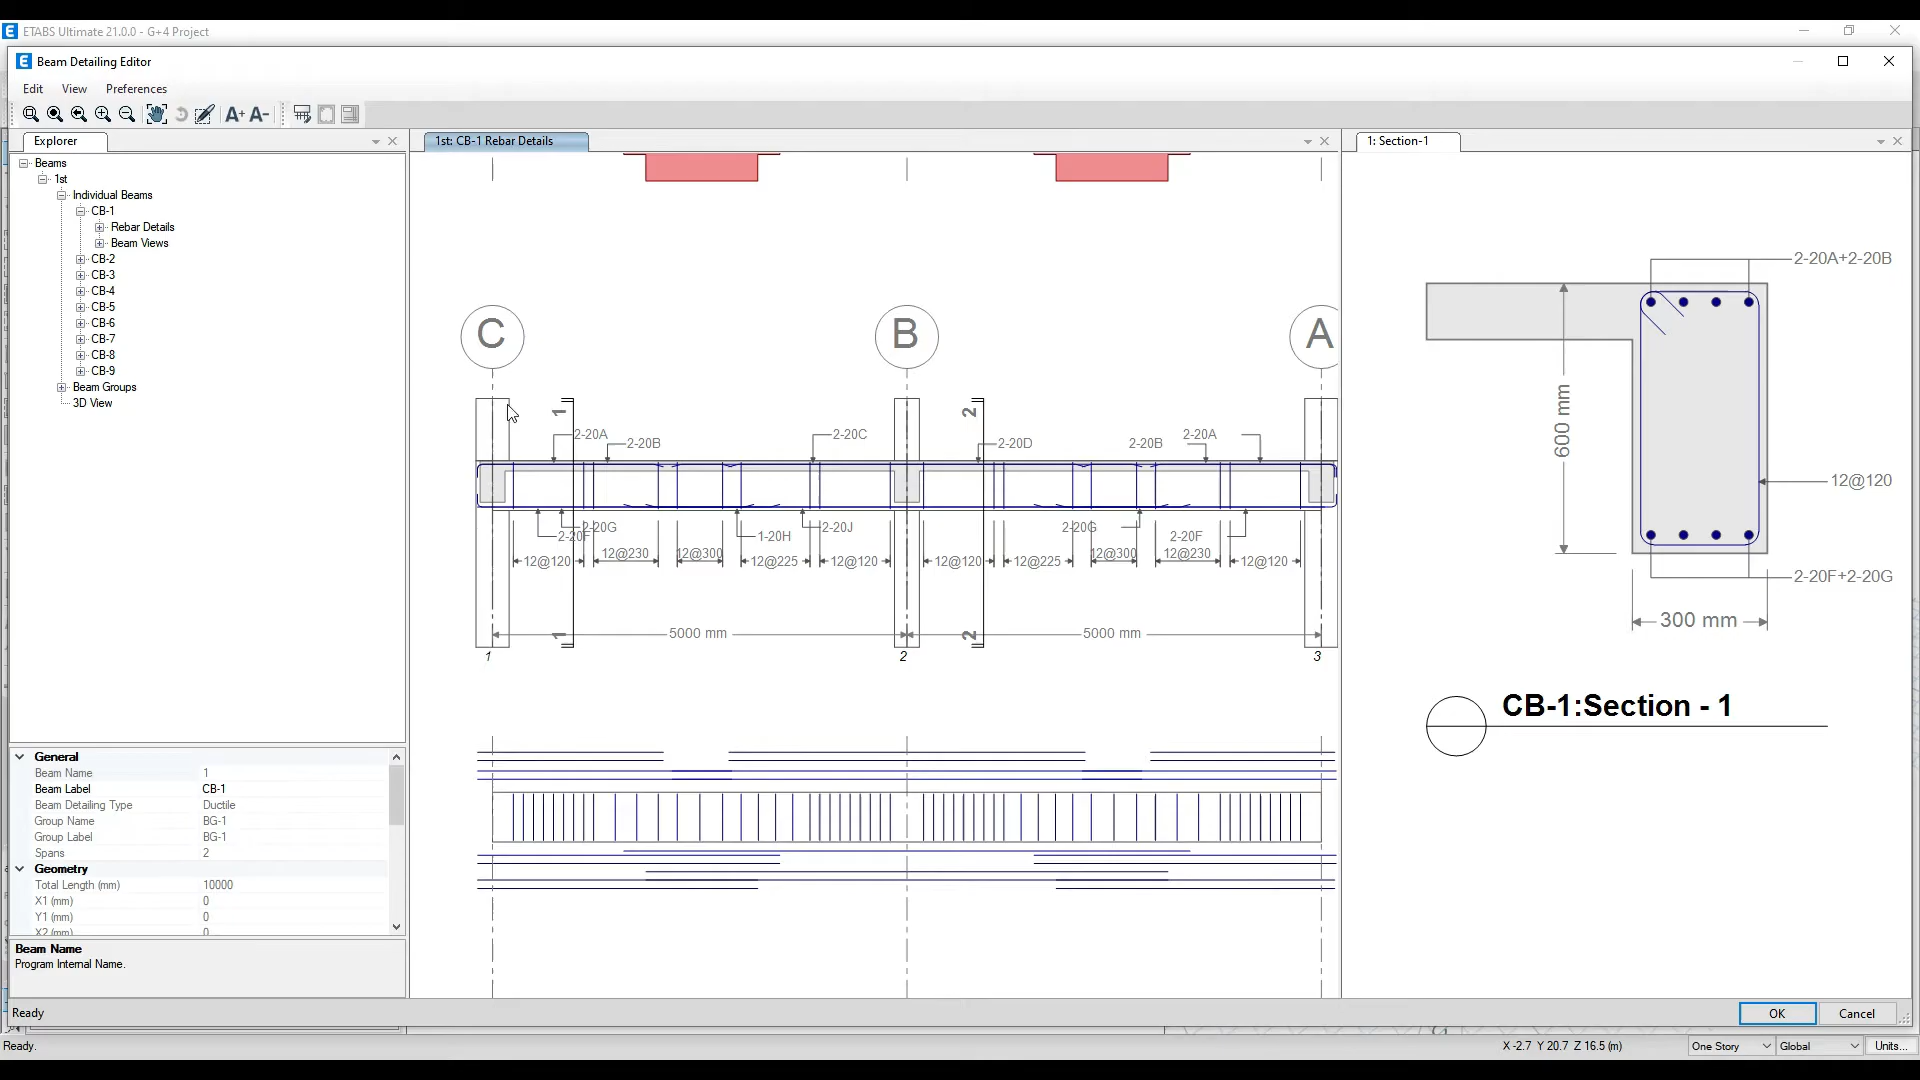 ETABS Ultimate 21.0.0 - G+4 Project
Beam Detailing Editor
Edit View Preferences
A+ A-
Explorer
Beams
1st
Individual Beams
CB-1
Rebar Details
Beam Views
CB-2
CB-3
CB-4
CB-5
CB-6
CB-7
CB-8
CB-9
Beam Groups
3D View
General
Beam Name 1
Beam Label CB-1
Beam Detailing Type Ductile
Group Name BG-1
Group Label BG-1
Spans 2
Geometry
Total Length (mm) 10000
X1 (mm) 0
Y1 (mm) 0
X2 (mm) 0
Beam Name
Program Internal Name.
1st: CB-1 Rebar Details
C B A
1 2
2-20A 2-20B 2-20C 2-20D 2-20B 2-20A
2-20G 2-20J 2-20G
2-20F 1-20H 2-20F
12@120 12@230 12@300 12@225 12@120 12@120 12@225 12@300 12@230 12@120
5000 mm 5000 mm
1 2
1 2 3
1: Section-1
2-20A+2-20B
600 mm
12@120
2-20F+2-20G
300 mm
CB-1:Section - 1
Ready
OK Cancel
Ready.
X -2.7 Y 20.7 Z 16.5 (m)
One Story Global Units...